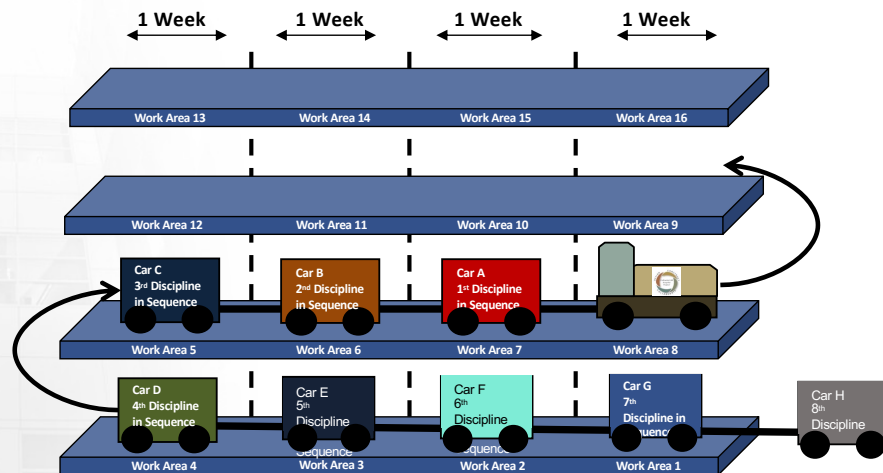 1 Week
1 Week
1 Week
1 Week
Work Area 13
Work Area 14
Work Area 15
Work Area 16
Work Area 12
Work Area 11
Work Area 10
Work Area 9
Car C
3rd Discipline
in Sequence
Car B
2nd Discipline
in Sequence
Car A
1st Discipline
in Sequence
Work Area 5
Work Area 6
Work Area 7
Work Area 8
Car D
4th Discipline
in Sequence
Car E
5th
Discipline
Sequence
Car F
6th
Discipline
Sequence
Car G
7th
Discipline in
Sequence
Car H
8th
Discipline
Work Area 4
Work Area 3
Work Area 2
Work Area 1